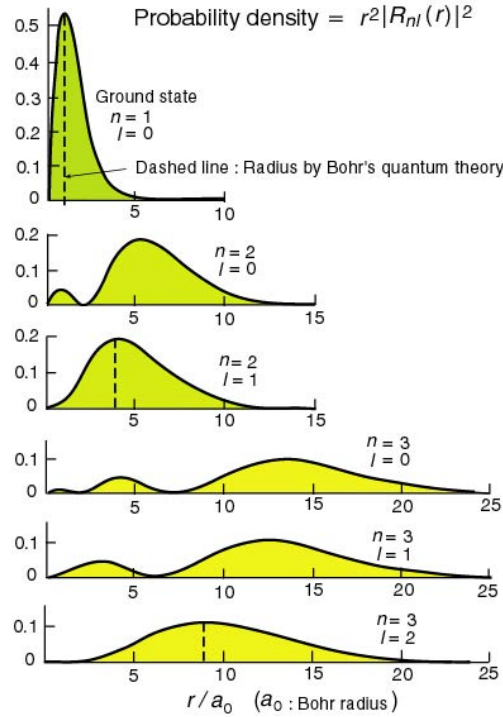 Probability density = r²|Rnl(r)|²
0.5
0.4
0.3
0.2
0.1
0
Ground state
n = 1
l = 0
Dashed line : Radius by Bohr's quantum theory
5 10
0.2
0.1
0
n = 2
l = 0
5 10 15
0.2
0.1
0
n = 2
l = 1
5 10 15
0.1
0
n = 3
l = 0
5 10 15 20 25
0.1
0
n = 3
l = 1
5 10 15 20 25
0.1
0
n = 3
l = 2
5 10 15 20 25
r / a₀ (a₀ : Bohr radius)